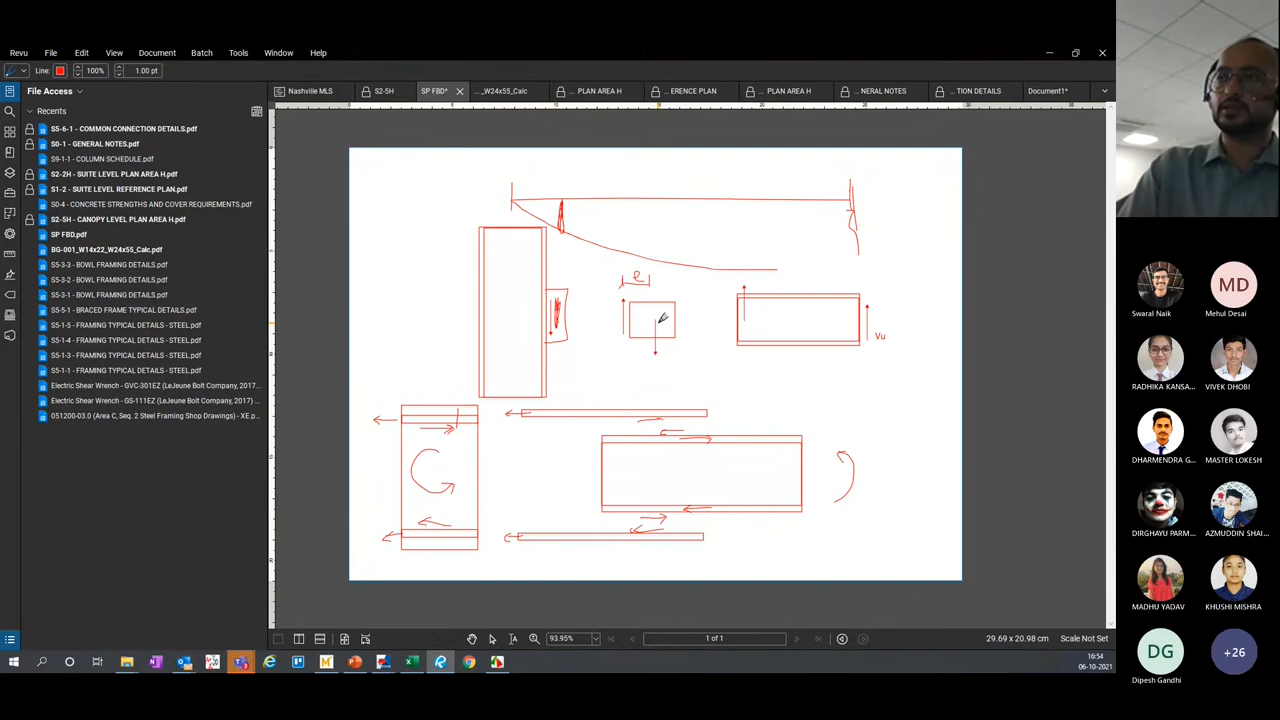 Revu File Edit View Document Batch Tools Window Help
Line: 100% 1.00 pt
File Access
Nashville MLS S2-5H SP FBD* ..._W24x55_Calc ... PLAN AREA H ...ERENCE PLAN ... PLAN AREA H ...NERAL NOTES ...TION DETAILS Document1*
Recents
S5-6-1 - COMMON CONNECTION DETAILS.pdf
S0-1 - GENERAL NOTES.pdf
S9-1-1 - COLUMN SCHEDULE.pdf
S2-2H - SUITE LEVEL PLAN AREA H.pdf
S1-2 - SUITE LEVEL REFERENCE PLAN.pdf
S0-4 - CONCRETE STRENGTHS AND COVER REQUIREMENTS.pdf
S2-5H - CANOPY LEVEL PLAN AREA H.pdf
SP FBD.pdf
BG-001_W14x22_W24x55_Calc.pdf
S5-3-3 - BOWL FRAMING DETAILS.pdf
S5-3-2 - BOWL FRAMING DETAILS.pdf
S5-3-1 - BOWL FRAMING DETAILS.pdf
S5-5-1 - BRACED FRAME TYPICAL DETAILS.pdf
S5-1-5 - FRAMING TYPICAL DETAILS - STEEL.pdf
S5-1-4 - FRAMING TYPICAL DETAILS - STEEL.pdf
S5-1-3 - FRAMING TYPICAL DETAILS - STEEL.pdf
S5-1-1 - FRAMING TYPICAL DETAILS - STEEL.pdf
Electric Shear Wrench - GVC-301EZ (LeJeune Bolt Company, 2017...
Electric Shear Wrench - GS-111EZ (LeJeune Bolt Company, 2017...
051200-03.0 (Area C, Seq. 2 Steel Framing Shop Drawings) - XE.p...
e
Vu
93.95% 1 of 1 29.69 x 20.98 cm Scale Not Set
16:54
06-10-2021
Swaral Naik
MD
Mehul Desai
RADHIKA KANSA...
VIVEK DHOBI
DHARMENDRA G...
MASTER LOKESH
DIRGHAYU PARM...
AZMUDDIN SHAI...
MADHU YADAV
KHUSHI MISHRA
DG
Dipesh Gandhi
+26